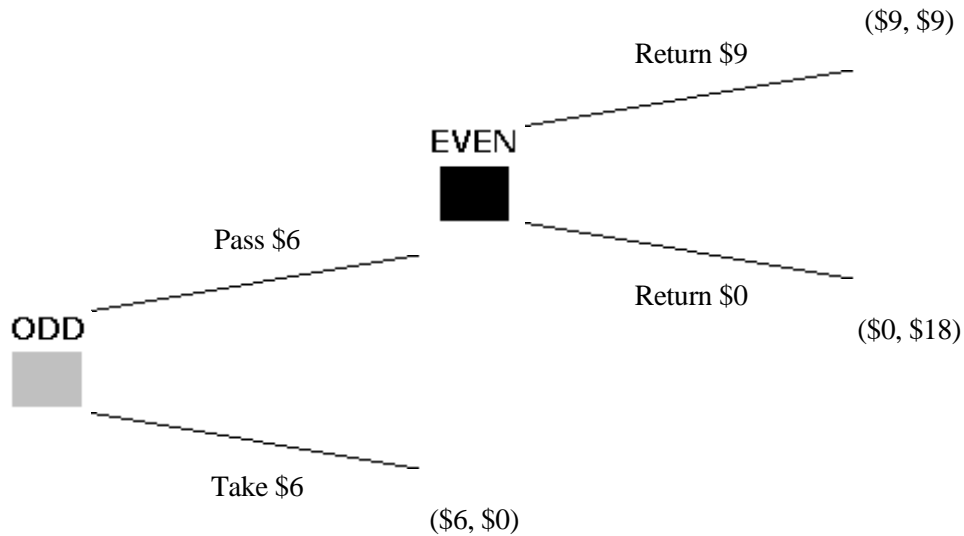 ($9, $9)
Return $9
EVEN
Pass $6
Return $0
ODD
($0, $18)
Take $6
($6, $0)